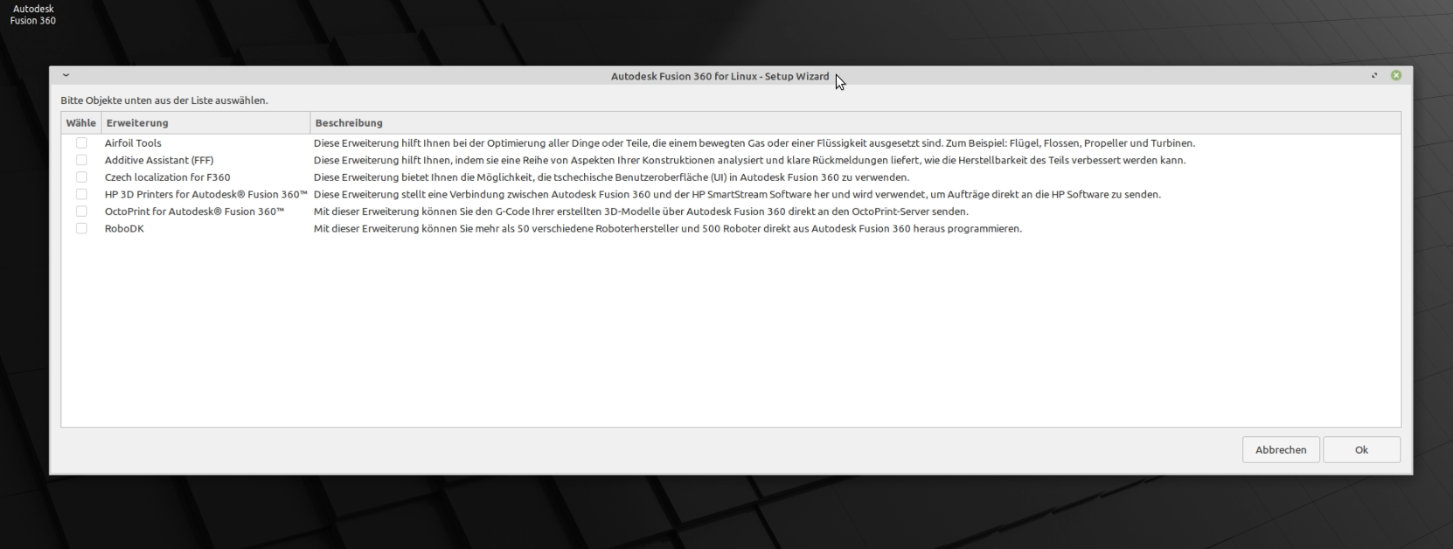 Autodesk
Fusion 360
Autodesk Fusion 360 for Linux - Setup Wizard
Bitte Objekte unten aus der Liste auswählen.
Wähle Erweiterung Beschreibung
Airfoil Tools Diese Erweiterung hilft Ihnen bei der Optimierung aller Dinge oder Teile, die einem bewegten Gas oder einer Flüssigkeit ausgesetzt sind. Zum Beispiel: Flügel, Flossen, Propeller und Turbinen.
Additive Assistant (FFF) Diese Erweiterung hilft Ihnen, indem sie eine Reihe von Aspekten Ihrer Konstruktionen analysiert und klare Rückmeldungen liefert, wie die Herstellbarkeit des Teils verbessert werden kann.
Czech localization for F360 Diese Erweiterung bietet Ihnen die Möglichkeit, die tschechische Benutzeroberfläche (UI) in Autodesk Fusion 360 zu verwenden.
HP 3D Printers for Autodesk® Fusion 360™ Diese Erweiterung stellt eine Verbindung zwischen Autodesk Fusion 360 und der HP SmartStream Software her und wird verwendet, um Aufträge direkt an die HP Software zu senden.
OctoPrint for Autodesk® Fusion 360™ Mit dieser Erweiterung können Sie den G-Code Ihrer erstellten 3D-Modelle über Autodesk Fusion 360 direkt an den OctoPrint-Server senden.
RoboDK Mit dieser Erweiterung können Sie mehr als 50 verschiedene Roboterhersteller und 500 Roboter direkt aus Autodesk Fusion 360 heraus programmieren.
Abbrechen Ok